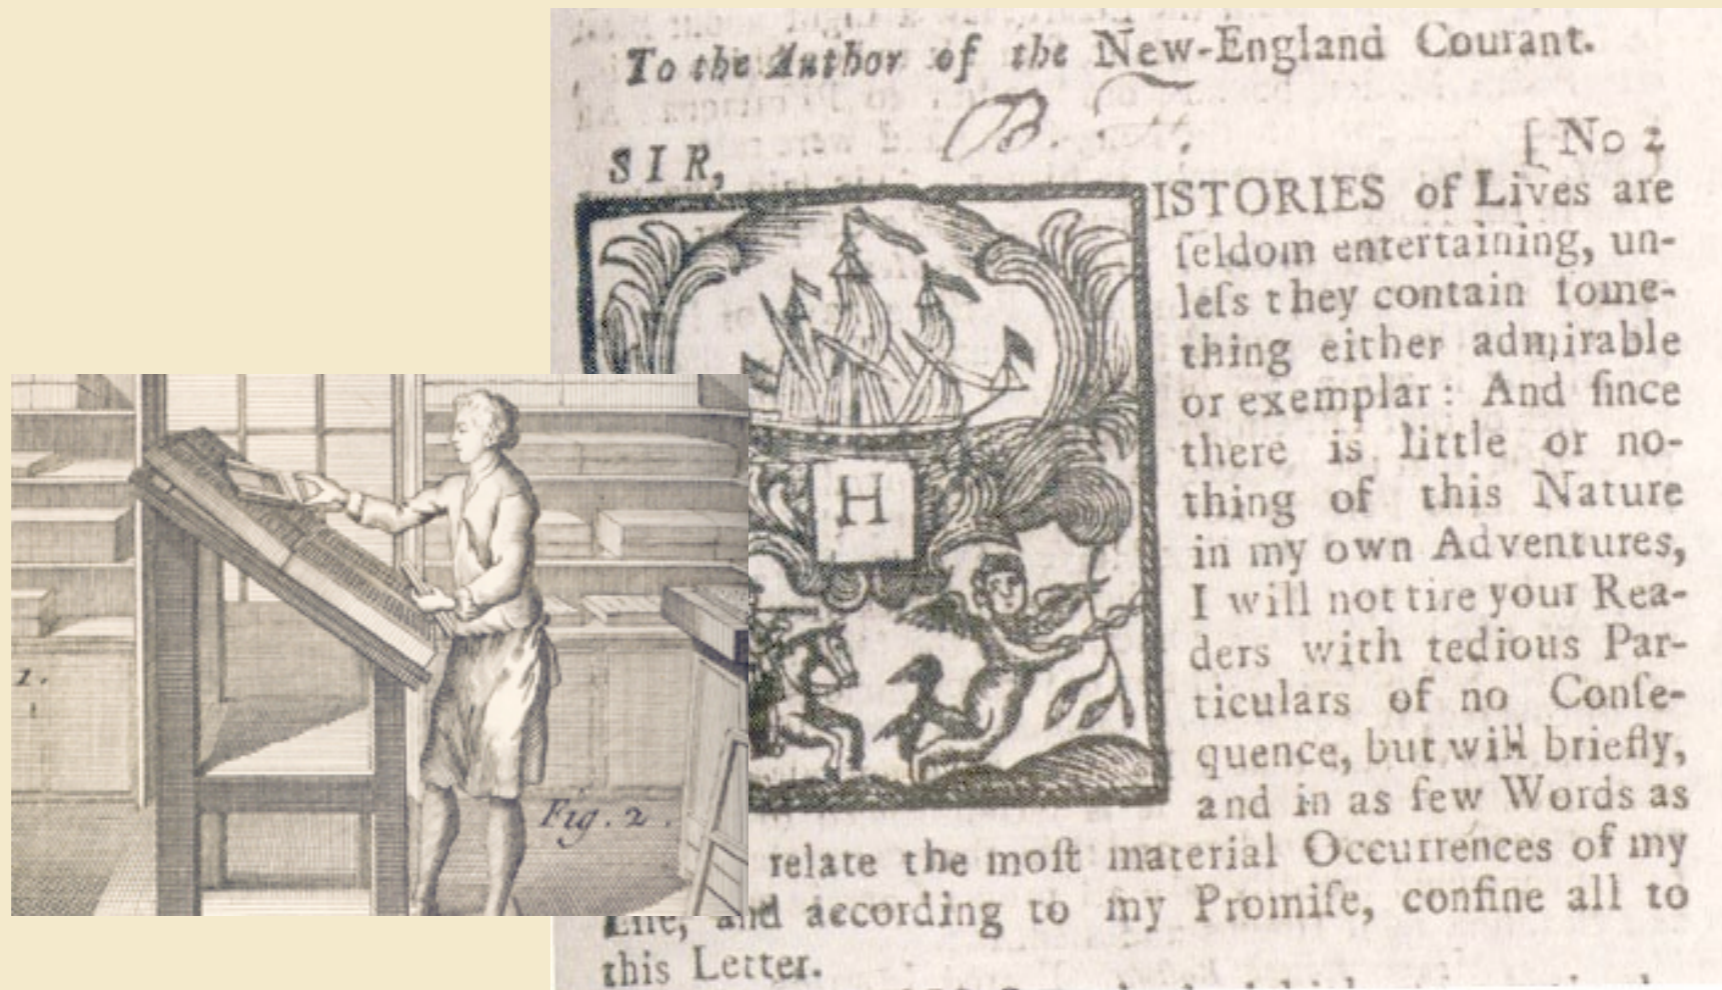 To the Author of the New-England Courant.
B.
SIR,
[ No 2
HISTORIES of Lives are
ſeldom entertaining, un-
leſs they contain ſome-
thing either admirable
or exemplar: And ſince
there is little or no-
thing of this Nature
in my own Adventures,
I will not tire your Rea-
ders with tedious Par-
ticulars of no Conſe-
quence, but will briefly,
and in as few Words as
relate the moſt material Occurrences of my
Life, and according to my Promiſe, confine all to
this Letter.
1.
Fig. 2.